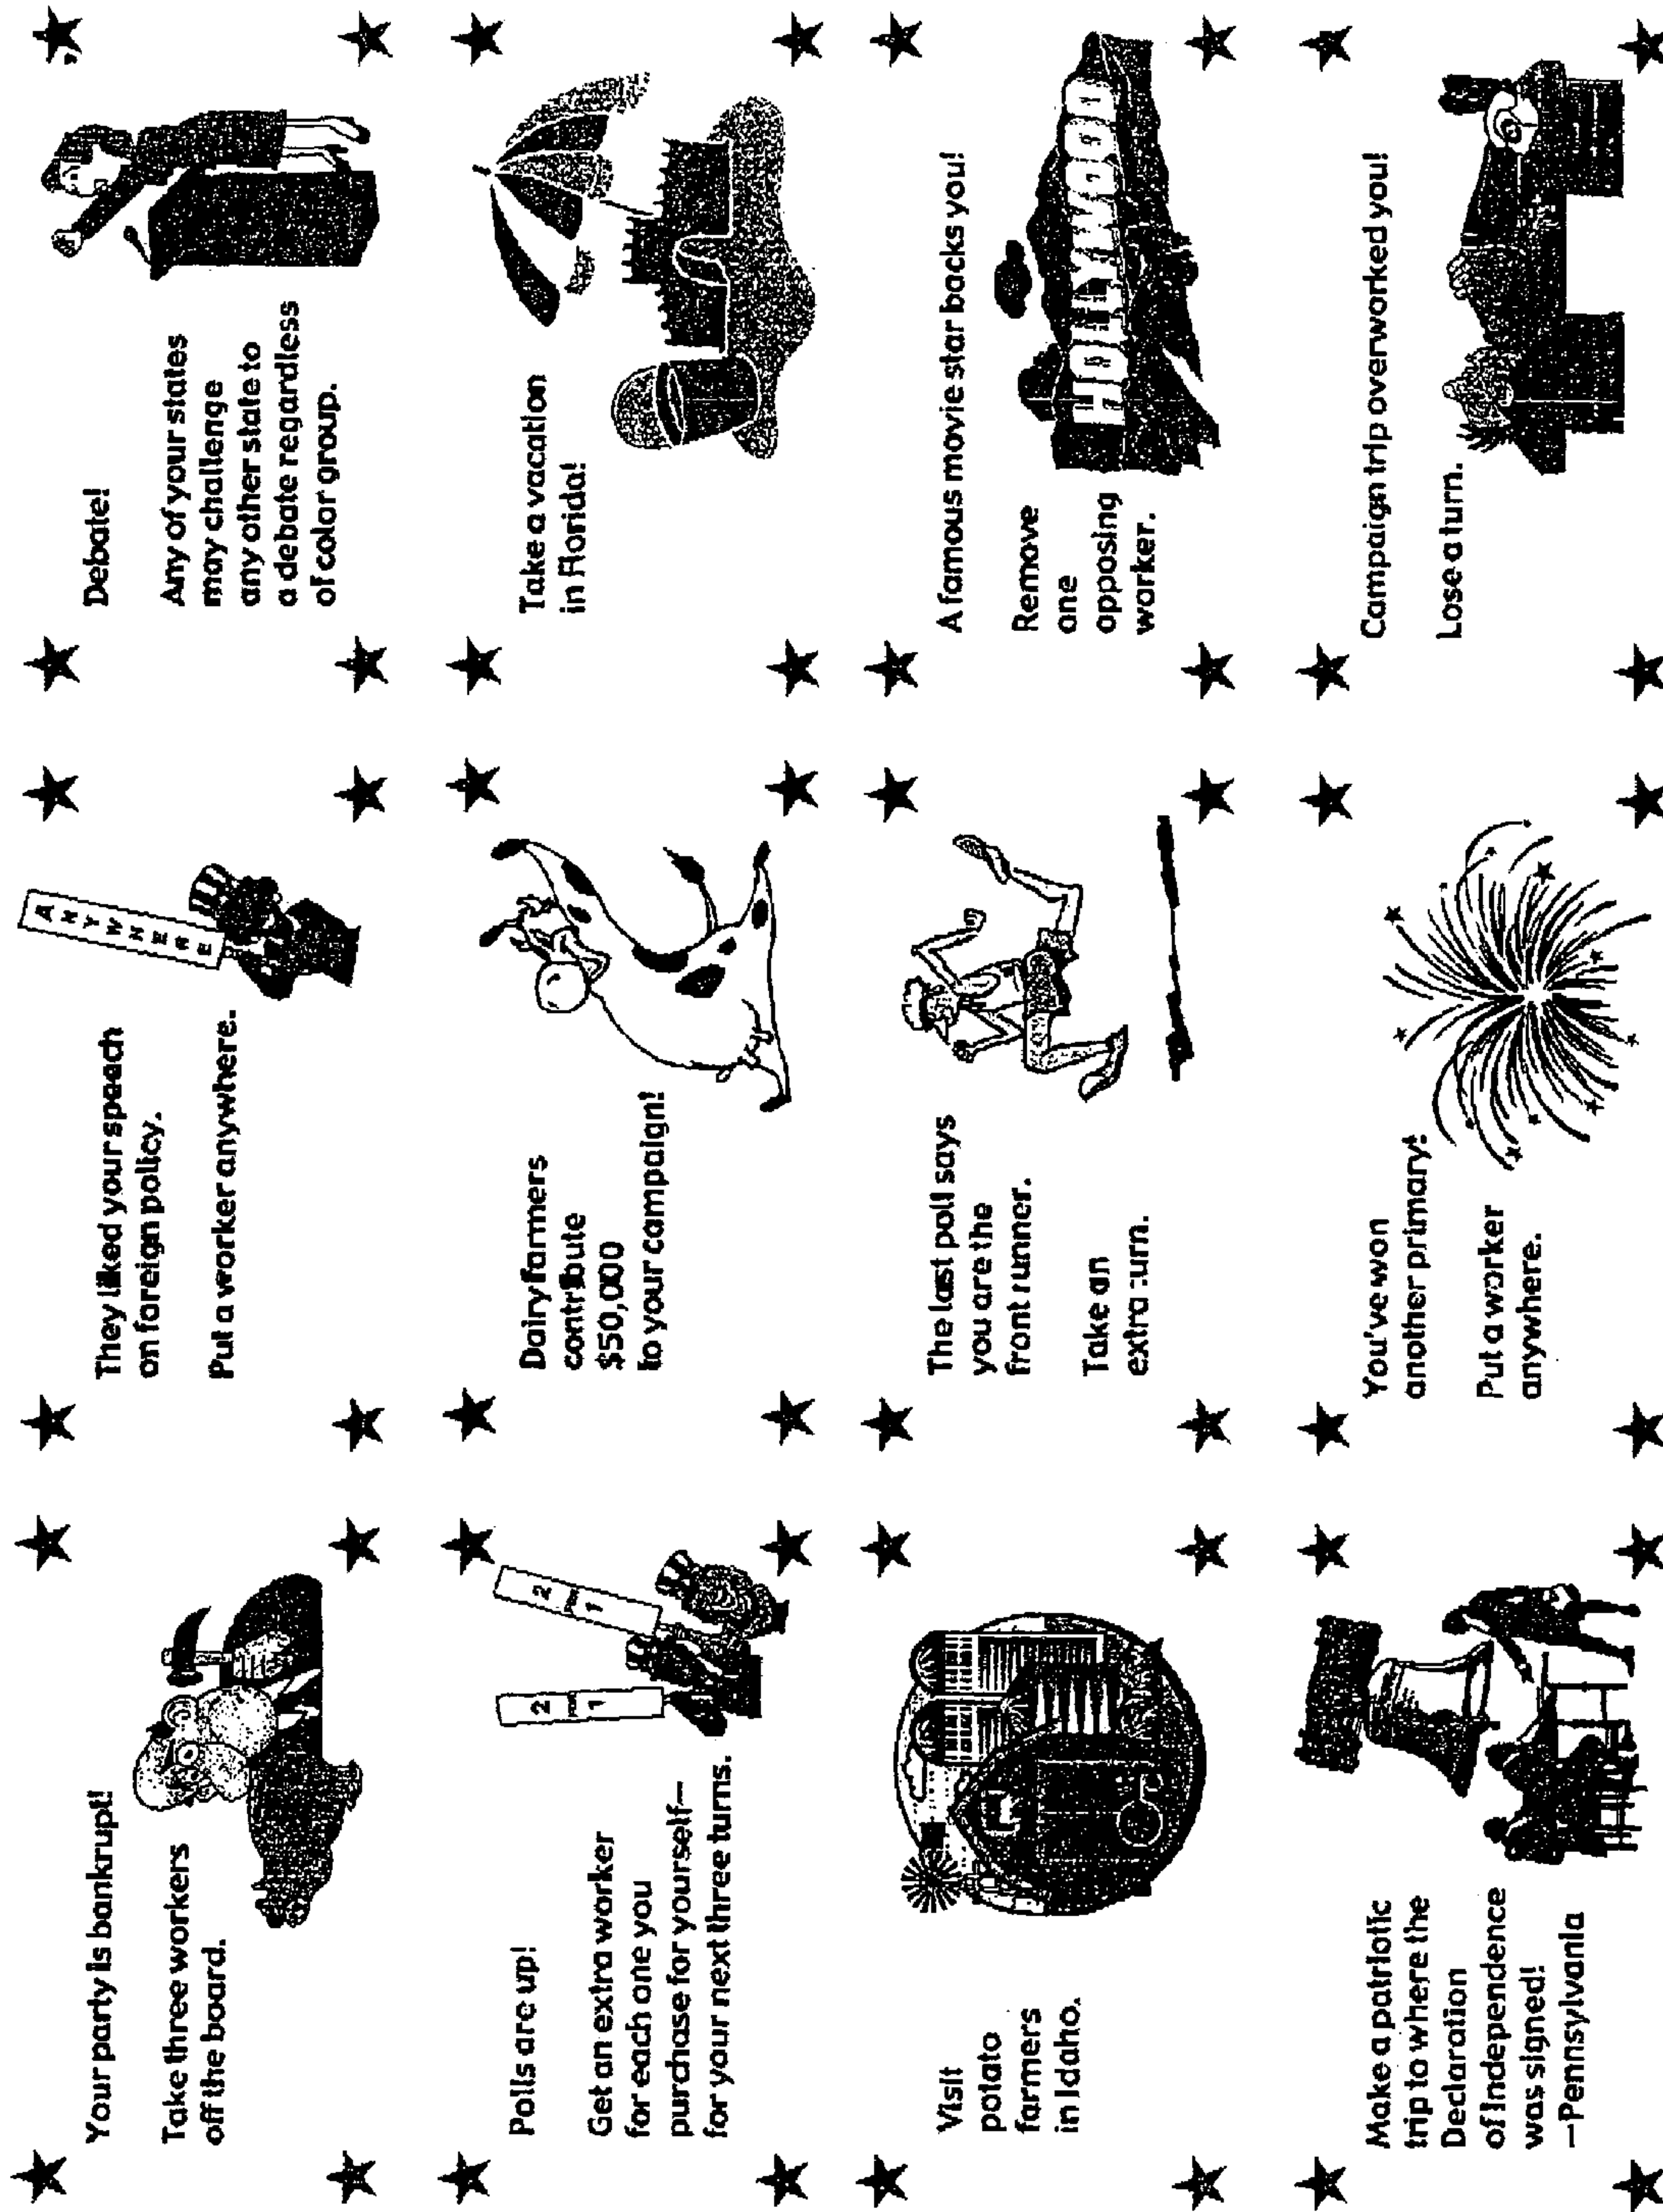 Your party is bankrupt!
Take three workers
off the board.
They liked your speech
on foreign policy.
Put a worker anywhere.
ANYWHERE
Debate!
Any of your states
may challenge
any other state to
a debate regardless
of color group.
Polls are up!
Get an extra worker
for each one you
purchase for yourself—
for your next three turns.
2
FOR
1
2
FOR
1
Dairy farmers
contribute
$50,000
to your campaign!
Take a vacation
in Florida!
Visit
potato
farmers
in Idaho.
The last poll says
you are the
front runner.
Take an
extra turn.
A famous movie star backs you!
Remove
one
opposing
worker.
HOLLYWOOD
Make a patriotic
trip to where the
Declaration
of Independence
was signed!
—Pennsylvania
You've won
another primary!
Put a worker
anywhere.
Campaign trip overworked you!
Lose a turn.